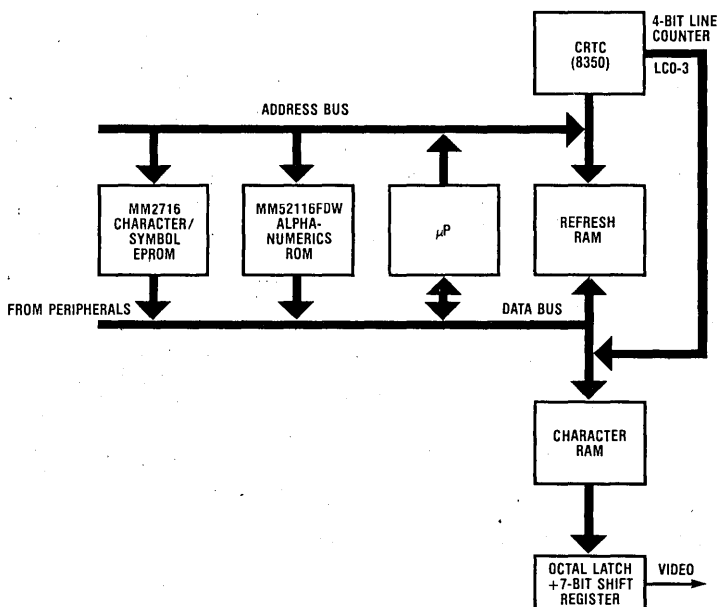 4-BIT LINE
COUNTER
CRTC
(8350)
LC0-3
ADDRESS BUS
MM2716
CHARACTER/
SYMBOL
EPROM
MM52116FDW
ALPHA-
NUMERICS
ROM
μP
REFRESH
RAM
FROM PERIPHERALS
DATA BUS
CHARACTER
RAM
OCTAL LATCH
+7-BIT SHIFT
REGISTER
VIDEO